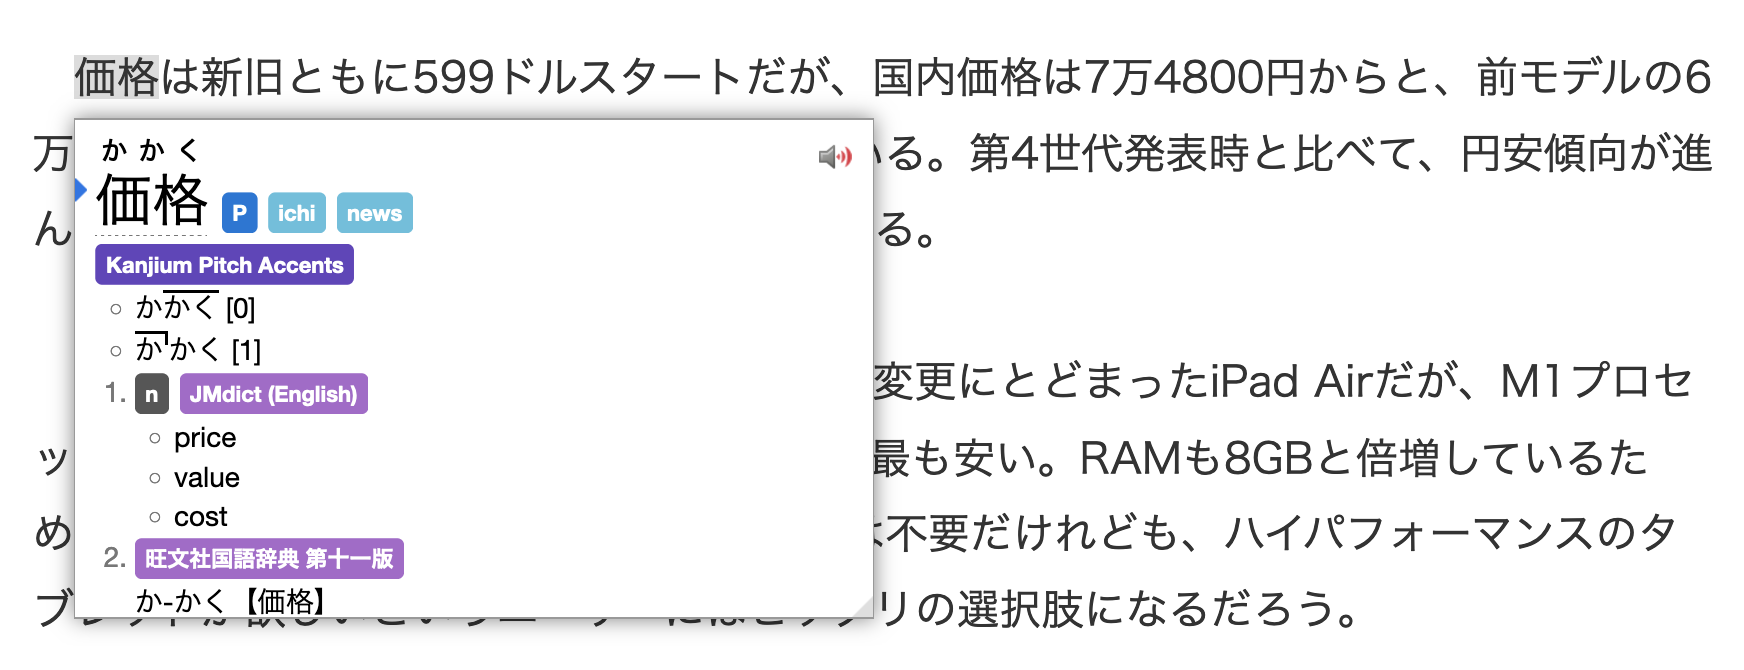 価格は新旧ともに599ドルスタートだが、国内価格は7万4800円からと、前モデルの6
万
いる。第4世代発表時と比べて、円安傾向が進
ん
る。
かかく
価格 P ichi news
Kanjium Pitch Accents
かかく [0]
かかく [1]
1. n JMdict (English)
price
value
cost
2. 旺文社国語辞典 第十一版
か-かく【価格】
変更にとどまったiPad Airだが、M1プロセ
ッ
最も安い。RAMも8GBと倍増しているた
め
は不要だけれども、ハイパフォーマンスのタ
ブ
リの選択肢になるだろう。